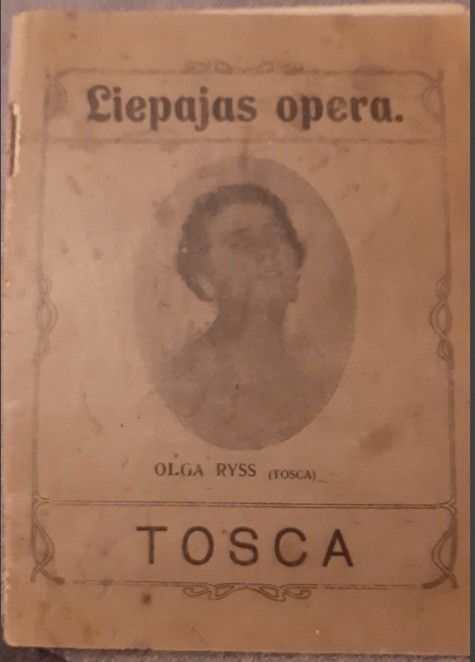 Liepajas opera.
OLGA RYSS (TOSCA)
TOSCA